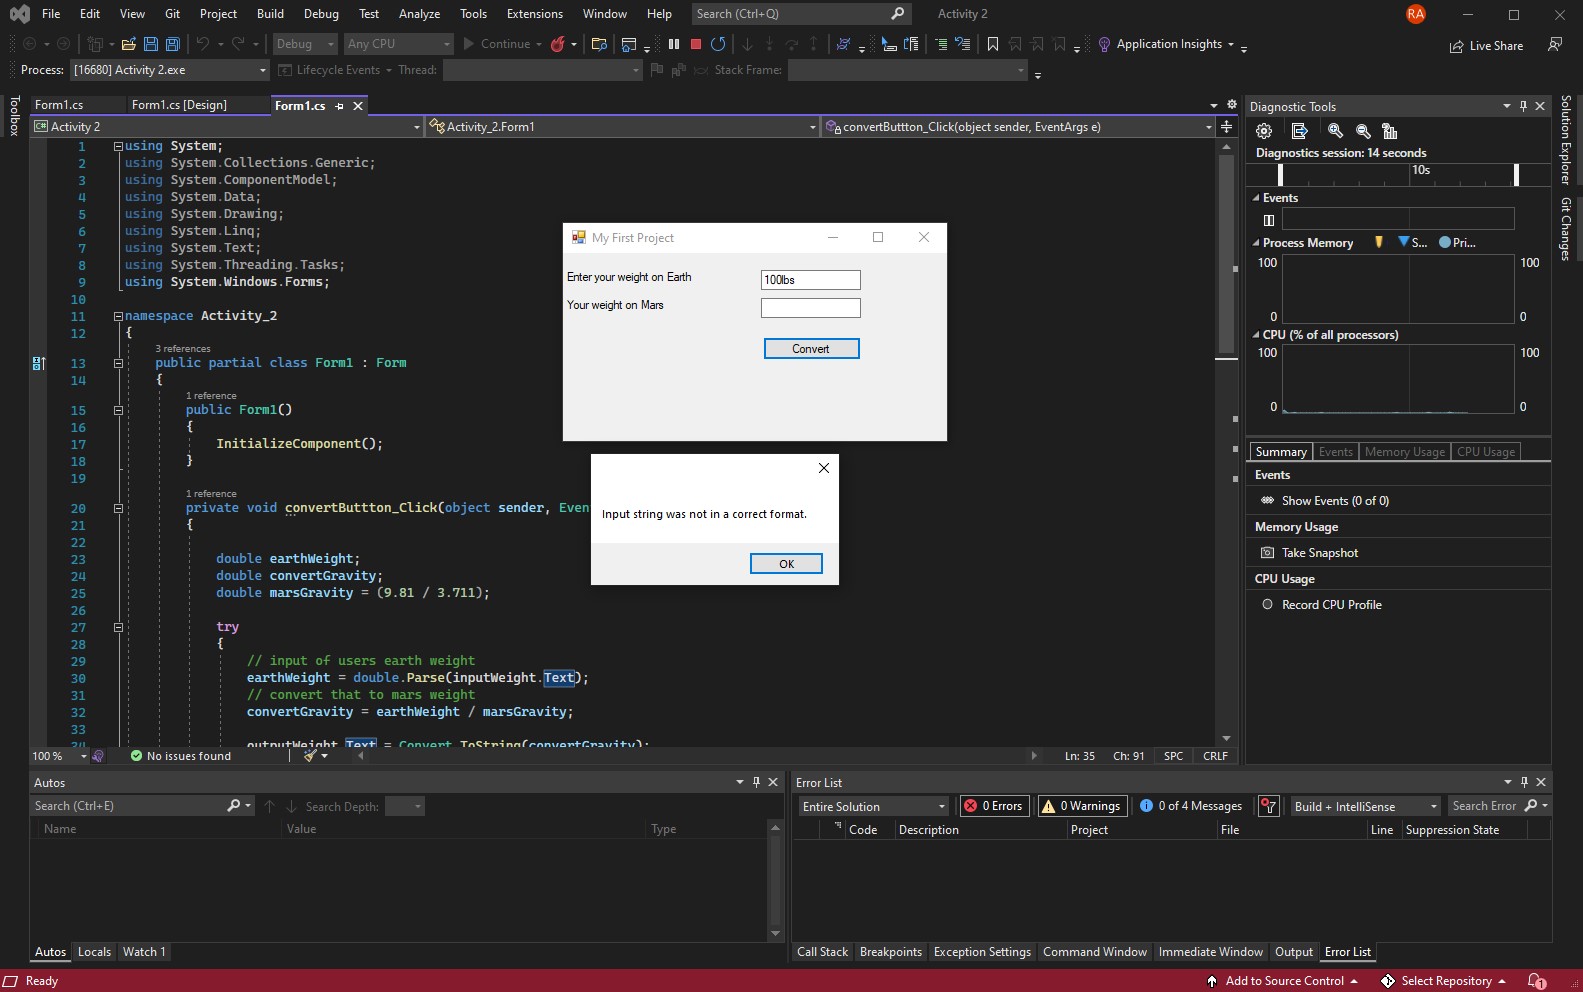 File Edit View Git Project Build Debug Test Analyze Tools Extensions Window Help Search (Ctrl+Q) Activity 2 RA
Debug Any CPU Continue Application Insights Live Share
Process: [16680] Activity 2.exe Lifecycle Events Thread: Stack Frame:
Toolbox
Form1.cs Form1.cs [Design] Form1.cs
Activity 2 Activity_2.Form1 convertButtton_Click(object sender, EventArgs e)
1 using System;
2 using System.Collections.Generic;
3 using System.ComponentModel;
4 using System.Data;
5 using System.Drawing;
6 using System.Linq;
7 using System.Text;
8 using System.Threading.Tasks;
9 using System.Windows.Forms;
10
11 namespace Activity_2
12 {
3 references
13 public partial class Form1 : Form
14 {
1 reference
15 public Form1()
16 {
17 InitializeComponent();
18 }
19
1 reference
20 private void convertButtton_Click(object sender, Even
21 {
22
23 double earthWeight;
24 double convertGravity;
25 double marsGravity = (9.81 / 3.711);
26
27 try
28 {
29 // input of users earth weight
30 earthWeight = double.Parse(inputWeight.Text);
31 // convert that to mars weight
32 convertGravity = earthWeight / marsGravity;
33
34 outputWeight.Text = Convert.ToString(convertGravity);
100 % No issues found Ln: 35 Ch: 91 SPC CRLF
My First Project
Enter your weight on Earth 100lbs
Your weight on Mars
Convert
Input string was not in a correct format.
OK
Diagnostic Tools
Diagnostics session: 14 seconds
10s
Events
Process Memory S... Pri...
100 100
0 0
CPU (% of all processors)
100 100
0 0
Summary Events Memory Usage CPU Usage
Events
Show Events (0 of 0)
Memory Usage
Take Snapshot
CPU Usage
Record CPU Profile
Solution Explorer
Git Changes
Autos
Search (Ctrl+E) Search Depth:
Name Value Type
Autos Locals Watch 1
Error List
Entire Solution 0 Errors 0 Warnings 0 of 4 Messages Build + IntelliSense Search Error
Code Description Project File Line Suppression State
Call Stack Breakpoints Exception Settings Command Window Immediate Window Output Error List
Ready Add to Source Control Select Repository 1